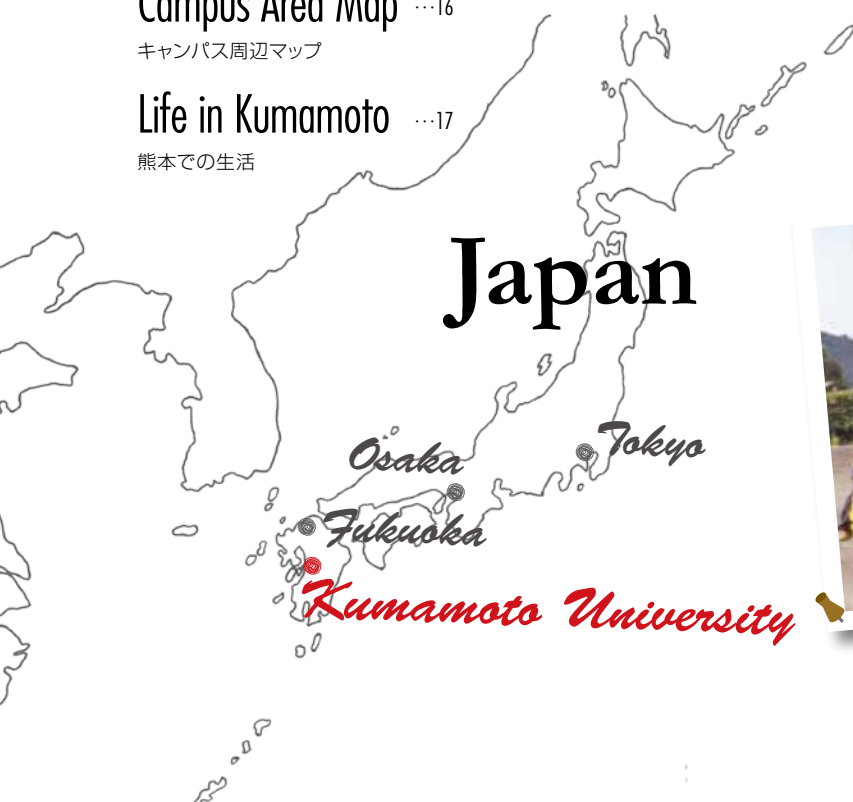 Campus Area Map …16
キャンパス周辺マップ
Life in Kumamoto …17
熊本での生活
Japan
Tokyo
Osaka
Fukuoka
Kumamoto University